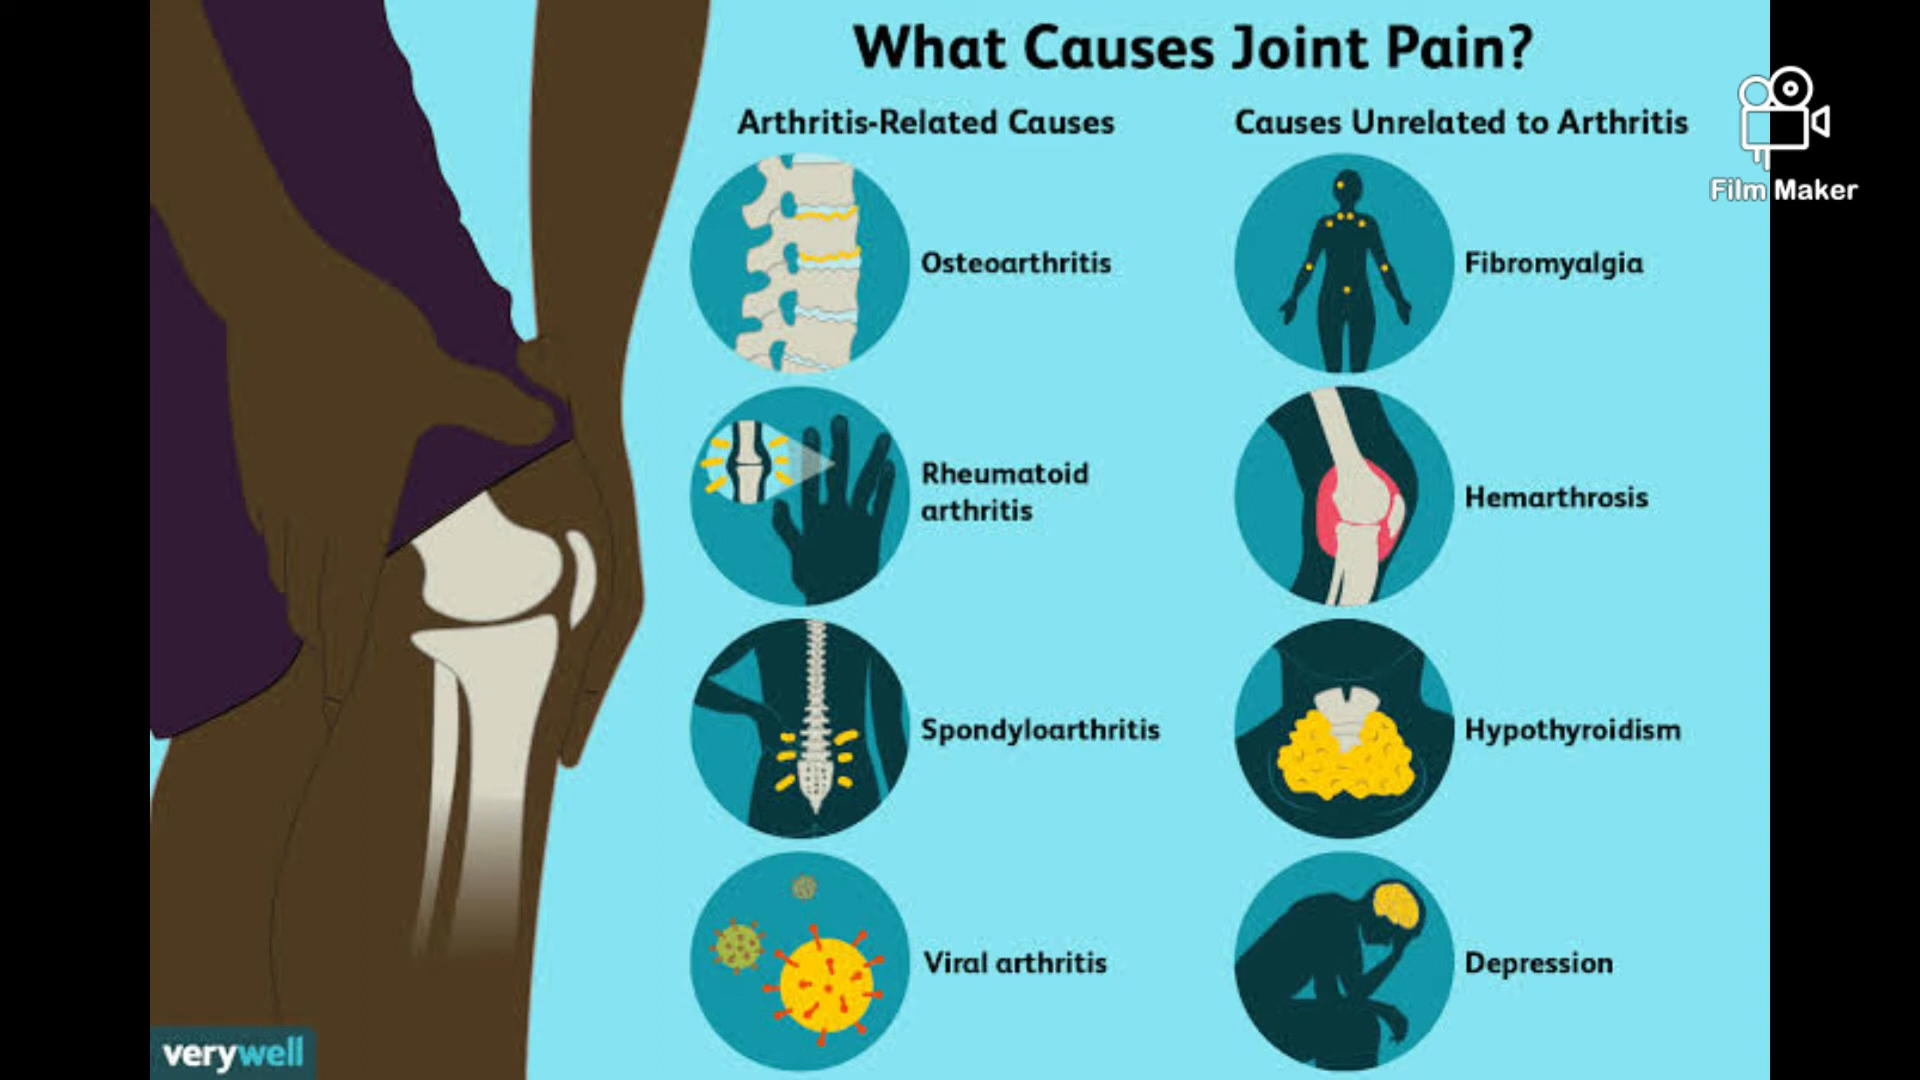 What Causes Joint Pain?
Arthritis-Related Causes
Osteoarthritis
Rheumatoid
arthritis
Spondyloarthritis
Viral arthritis
Causes Unrelated to Arthritis
Fibromyalgia
Hemarthrosis
Hypothyroidism
Depression
Film Maker
verywell